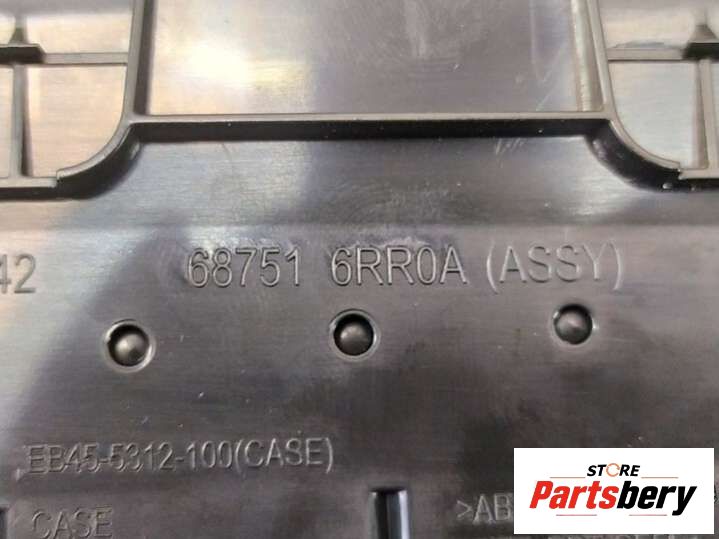 42 68751 6RR0A (ASSY)
EB45-5312-100(CASE)
CASE >AB
STORE
Partsbery